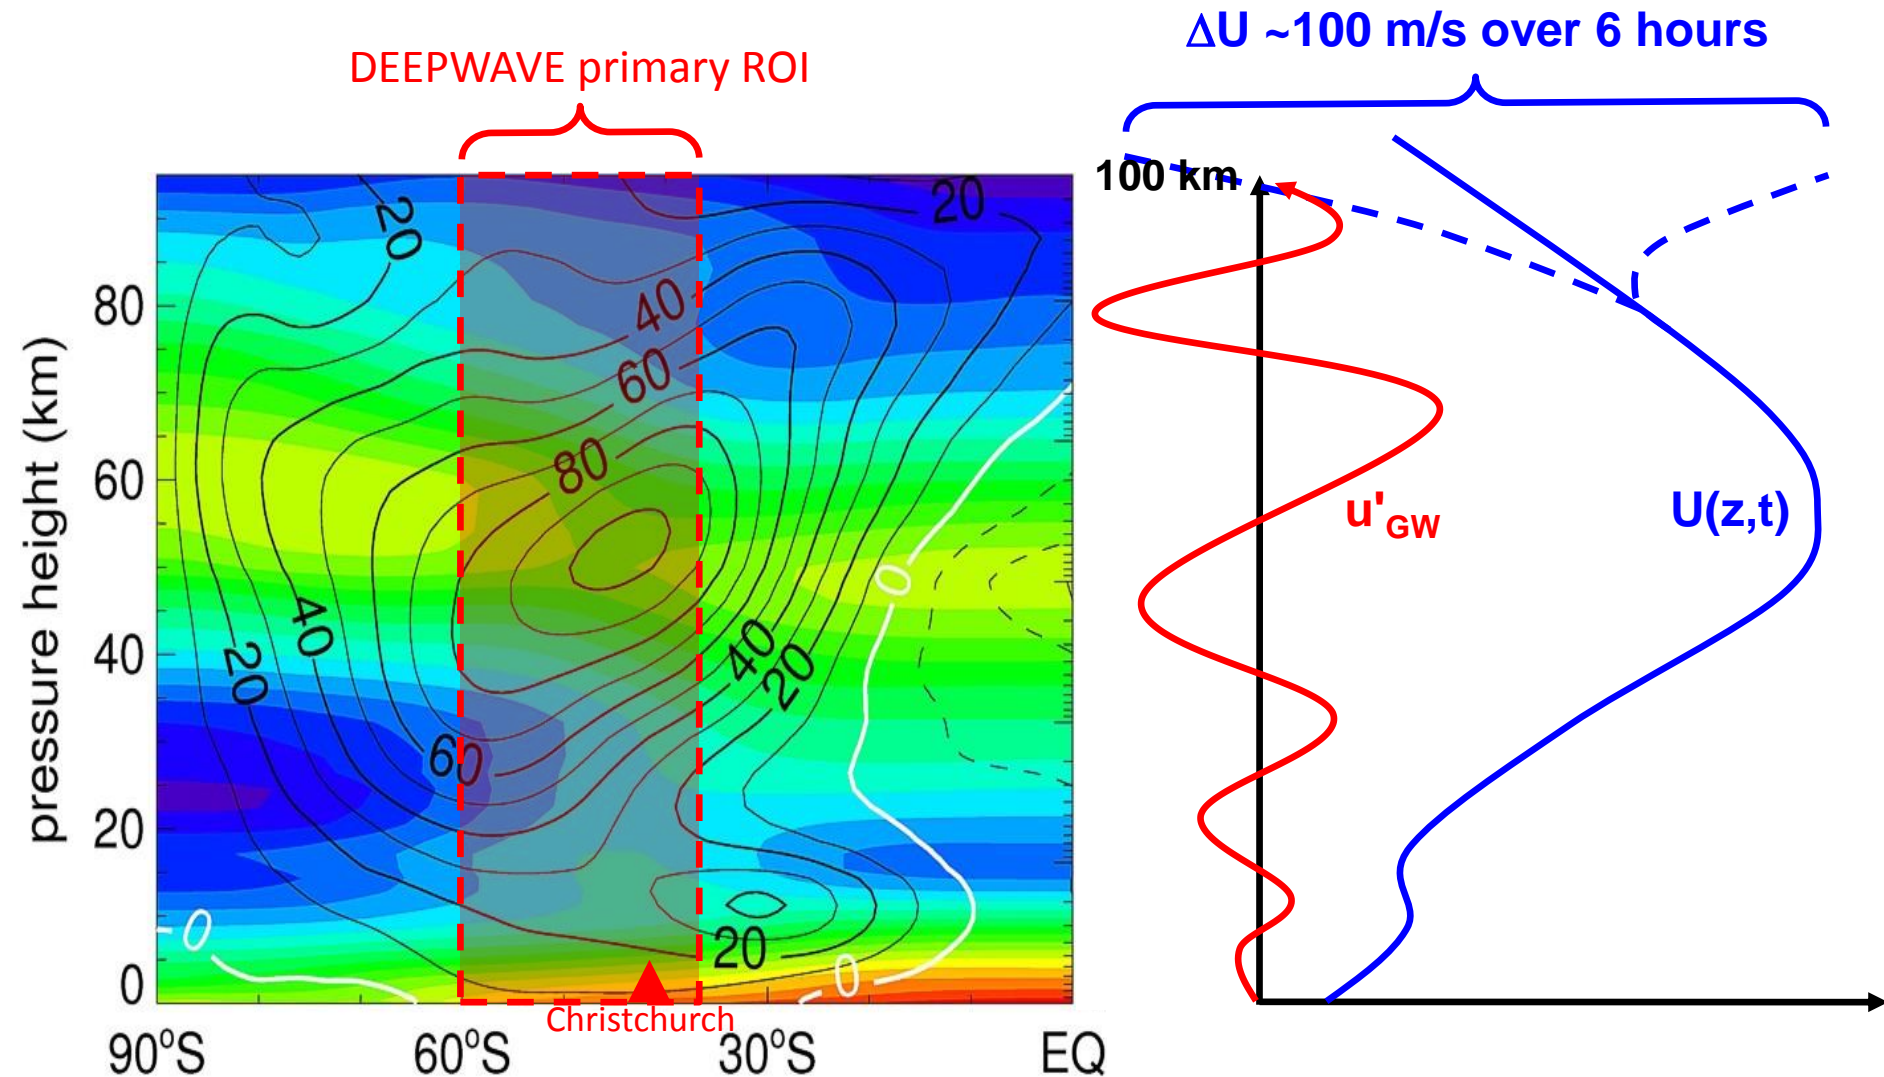 ΔU ~100 m/s over 6 hours
DEEPWAVE primary ROI
100 km
20
20
80
40
60
80
60
u'GW
U(z,t)
pressure height (km)
0
40
40
40
20
20
60
20
0
20
0
0
Christchurch
90°S
60°S
30°S
EQ